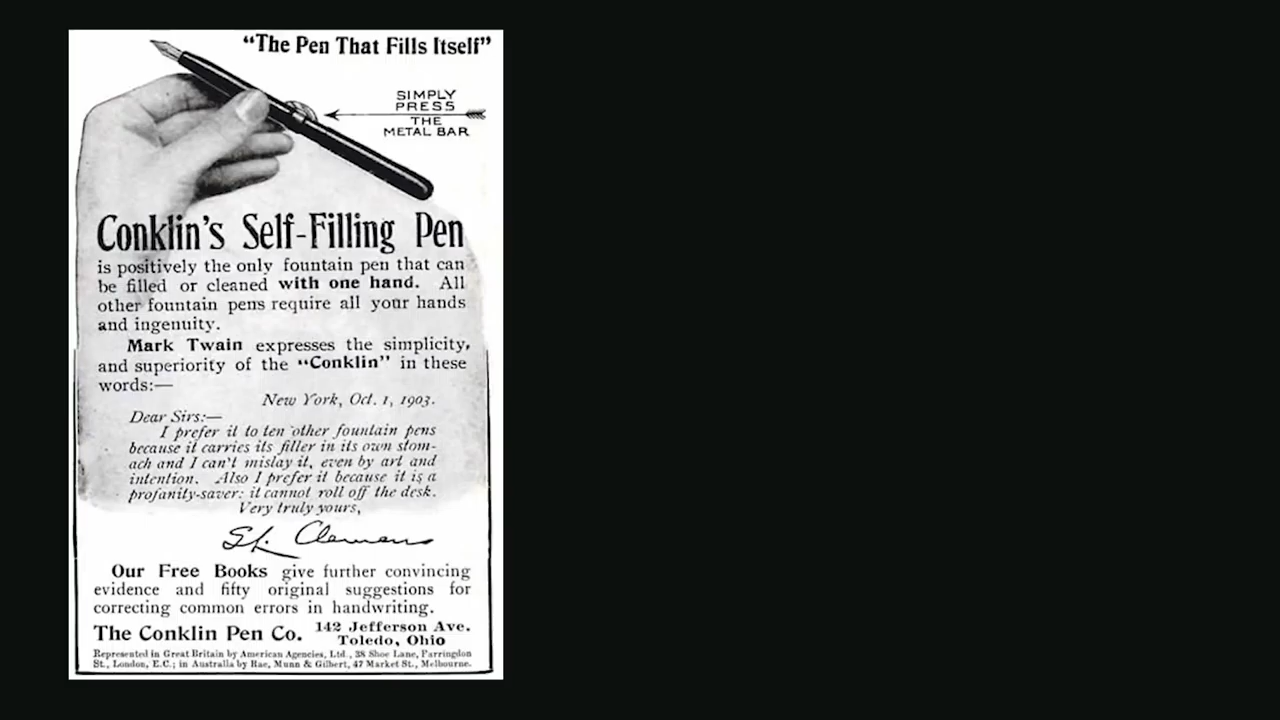 “The Pen That Fills Itself”
SIMPLY
PRESS
THE
METAL BAR
Conklin's Self-Filling Pen
is positively the only fountain pen that can
be filled or cleaned with one hand. All
other fountain pens require all your hands
and ingenuity.
Mark Twain expresses the simplicity,
and superiority of the “Conklin” in these
words:—
New York, Oct. 1, 1903.
Dear Sirs:—
I prefer it to ten other fountain pens
because it carries its filler in its own stom-
ach and I can't mislay it, even by art and
intention. Also I prefer it because it is a
profanity-saver: it cannot roll off the desk.
Very truly yours,
SL. Clemens
Our Free Books give further convincing
evidence and fifty original suggestions for
correcting common errors in handwriting.
The Conklin Pen Co. 142 Jefferson Ave.
Toledo, Ohio
Represented in Great Britain by American Agencies, Ltd., 38 Shoe Lane, Farringdon
St., London, E.C.; in Australia by Rae, Munn & Gilbert, 47 Market St., Melbourne.